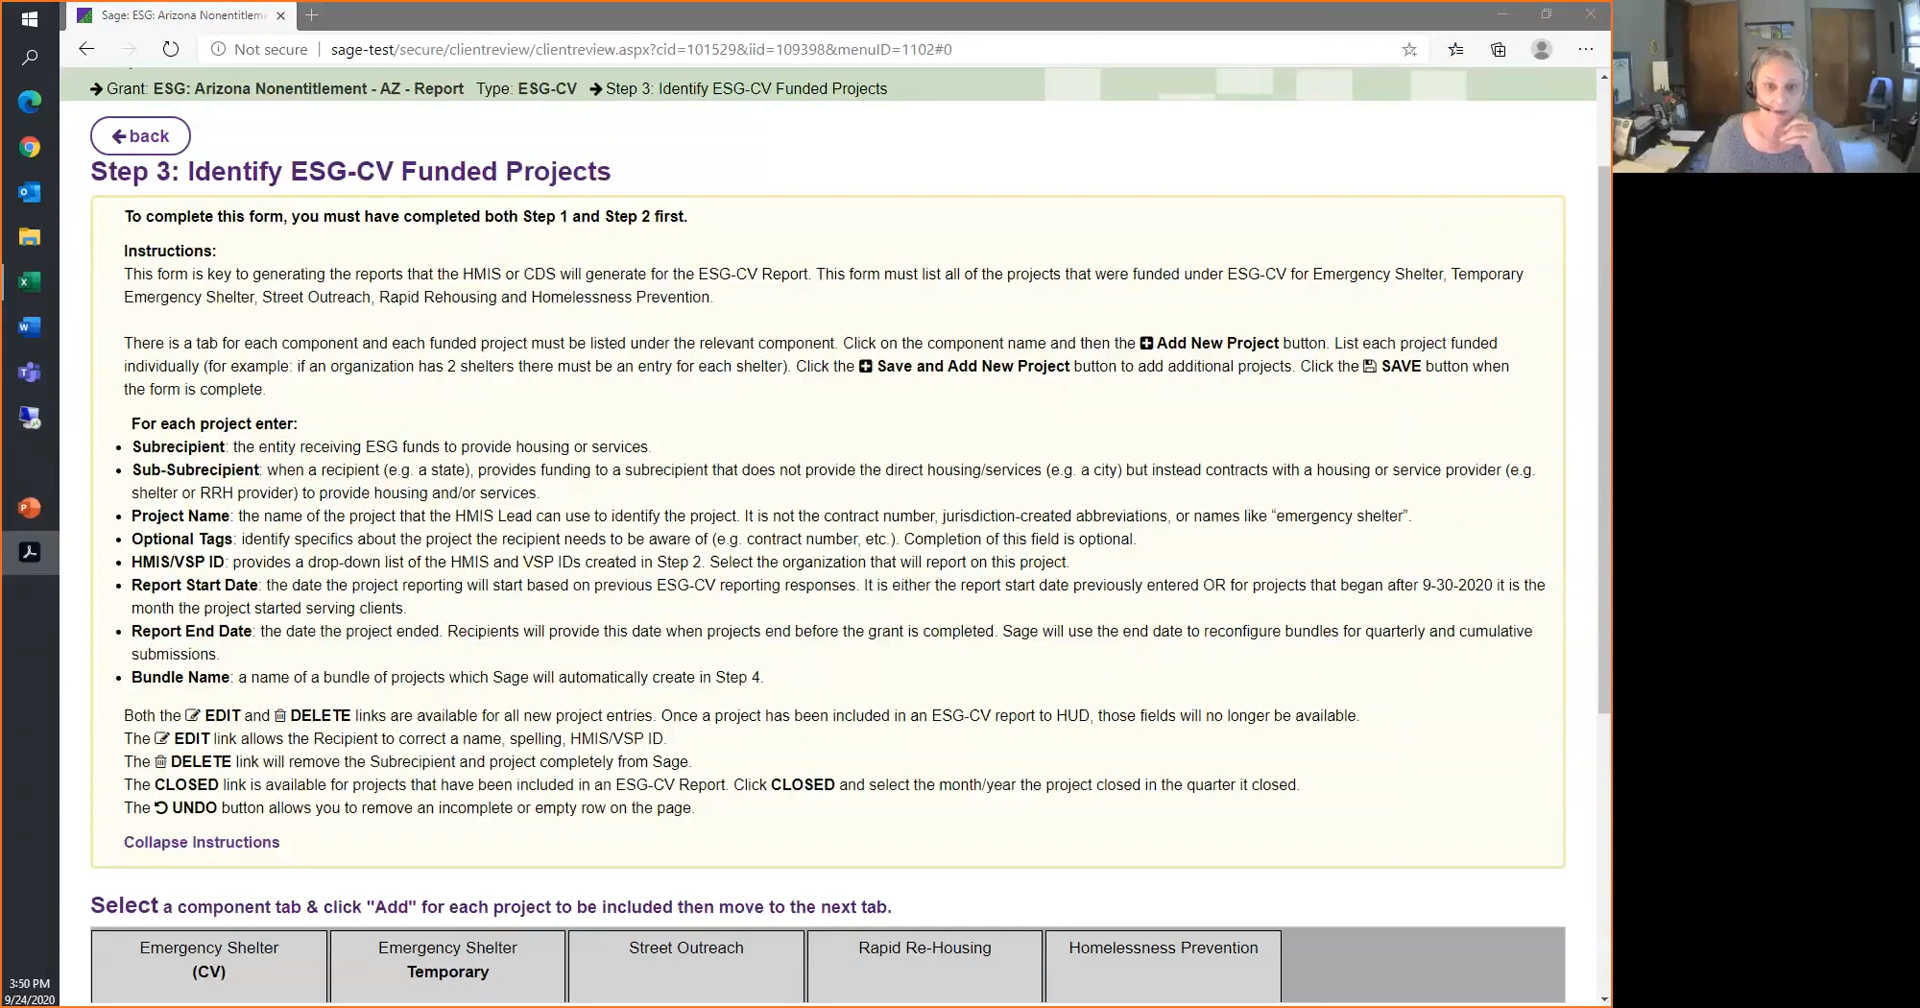 Sage: ESG: Arizona Nonentitlem
Not secure | sage-test/secure/clientreview/clientreview.aspx?cid=101529&iid=109398&menuID=1102#0
Grant: ESG: Arizona Nonentitlement - AZ - Report Type: ESG-CV Step 3: Identify ESG-CV Funded Projects
back
Step 3: Identify ESG-CV Funded Projects
To complete this form, you must have completed both Step 1 and Step 2 first.
Instructions:
This form is key to generating the reports that the HMIS or CDS will generate for the ESG-CV Report. This form must list all of the projects that were funded under ESG-CV for Emergency Shelter, Temporary
Emergency Shelter, Street Outreach, Rapid Rehousing and Homelessness Prevention.
There is a tab for each component and each funded project must be listed under the relevant component. Click on the component name and then the Add New Project button. List each project funded
individually (for example: if an organization has 2 shelters there must be an entry for each shelter). Click the Save and Add New Project button to add additional projects. Click the SAVE button when
the form is complete.
For each project enter:
• Subrecipient: the entity receiving ESG funds to provide housing or services.
• Sub-Subrecipient: when a recipient (e.g. a state), provides funding to a subrecipient that does not provide the direct housing/services (e.g. a city) but instead contracts with a housing or service provider (e.g.
shelter or RRH provider) to provide housing and/or services.
• Project Name: the name of the project that the HMIS Lead can use to identify the project. It is not the contract number, jurisdiction-created abbreviations, or names like “emergency shelter”.
• Optional Tags: identify specifics about the project the recipient needs to be aware of (e.g. contract number, etc.). Completion of this field is optional.
• HMIS/VSP ID: provides a drop-down list of the HMIS and VSP IDs created in Step 2. Select the organization that will report on this project.
• Report Start Date: the date the project reporting will start based on previous ESG-CV reporting responses. It is either the report start date previously entered OR for projects that began after 9-30-2020 it is the
month the project started serving clients.
• Report End Date: the date the project ended. Recipients will provide this date when projects end before the grant is completed. Sage will use the end date to reconfigure bundles for quarterly and cumulative
submissions.
• Bundle Name: a name of a bundle of projects which Sage will automatically create in Step 4.
Both the EDIT and DELETE links are available for all new project entries. Once a project has been included in an ESG-CV report to HUD, those fields will no longer be available.
The EDIT link allows the Recipient to correct a name, spelling, HMIS/VSP ID.
The DELETE link will remove the Subrecipient and project completely from Sage.
The CLOSED link is available for projects that have been included in an ESG-CV Report. Click CLOSED and select the month/year the project closed in the quarter it closed.
The UNDO button allows you to remove an incomplete or empty row on the page.
Collapse Instructions
Select a component tab & click "Add" for each project to be included then move to the next tab.
Emergency Shelter
(CV)
Emergency Shelter
Temporary
Street Outreach
Rapid Re-Housing
Homelessness Prevention
3:50 PM
9/24/2020